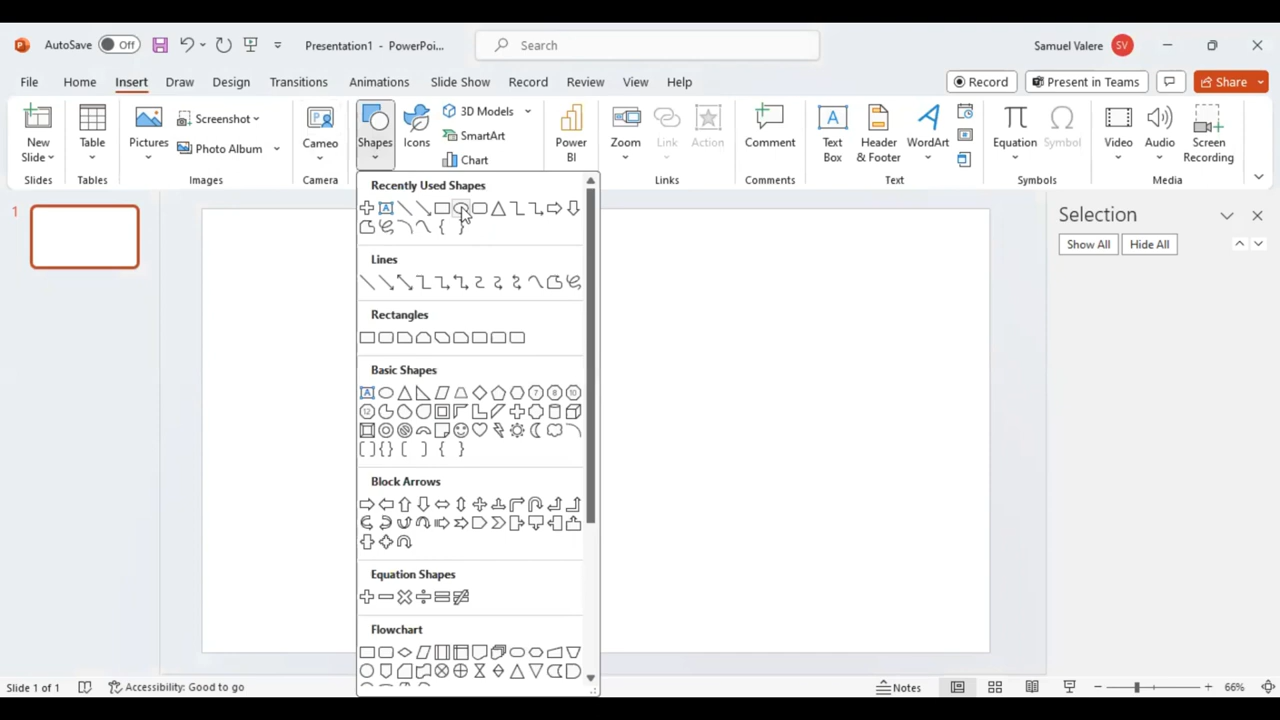 AutoSave Off Presentation1 - PowerPoi... Search Samuel Valere SV
File Home Insert Draw Design Transitions Animations Slide Show Record Review View Help Record Present in Teams Share
New Slide Table Pictures Screenshot Photo Album Cameo Shapes Icons 3D Models SmartArt Chart Power BI Zoom Link Action Comment Text Box Header & Footer WordArt Equation Symbol Video Audio Screen Recording
Slides Tables Images Camera Links Comments Text Symbols Media
Recently Used Shapes
A
1
Selection
Show All Hide All
Lines
Rectangles
Basic Shapes
A 7 8 10
12
Block Arrows
Equation Shapes
Flowchart
Slide 1 of 1 Accessibility: Good to go Notes 66%